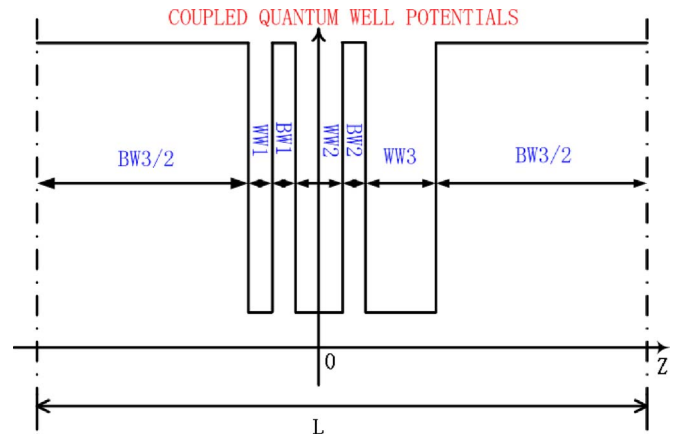 COUPLED QUANTUM WELL POTENTIALS
BW3/2
WW1
BW1
WW2
BW2
WW3
BW3/2
0
Z
L